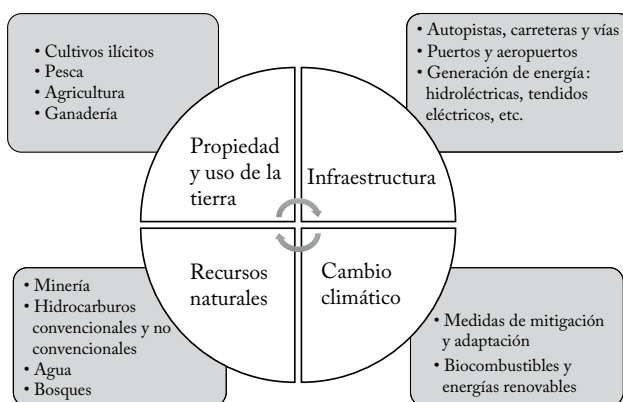 • Cultivos ilícitos
• Pesca
• Agricultura
• Ganadería
• Autopistas, carreteras y vías
• Puertos y aeropuertos
• Generación de energía:
hidroléctricas, tendidos
eléctricos, etc.
Propiedad
y uso de la
tierra
Infraestructura
Recursos
naturales
Cambio
climático
• Minería
• Hidrocarburos
convencionales y no
convencionales
• Agua
• Bosques
• Medidas de mitigación
y adaptación
• Biocombustibles y
energías renovables